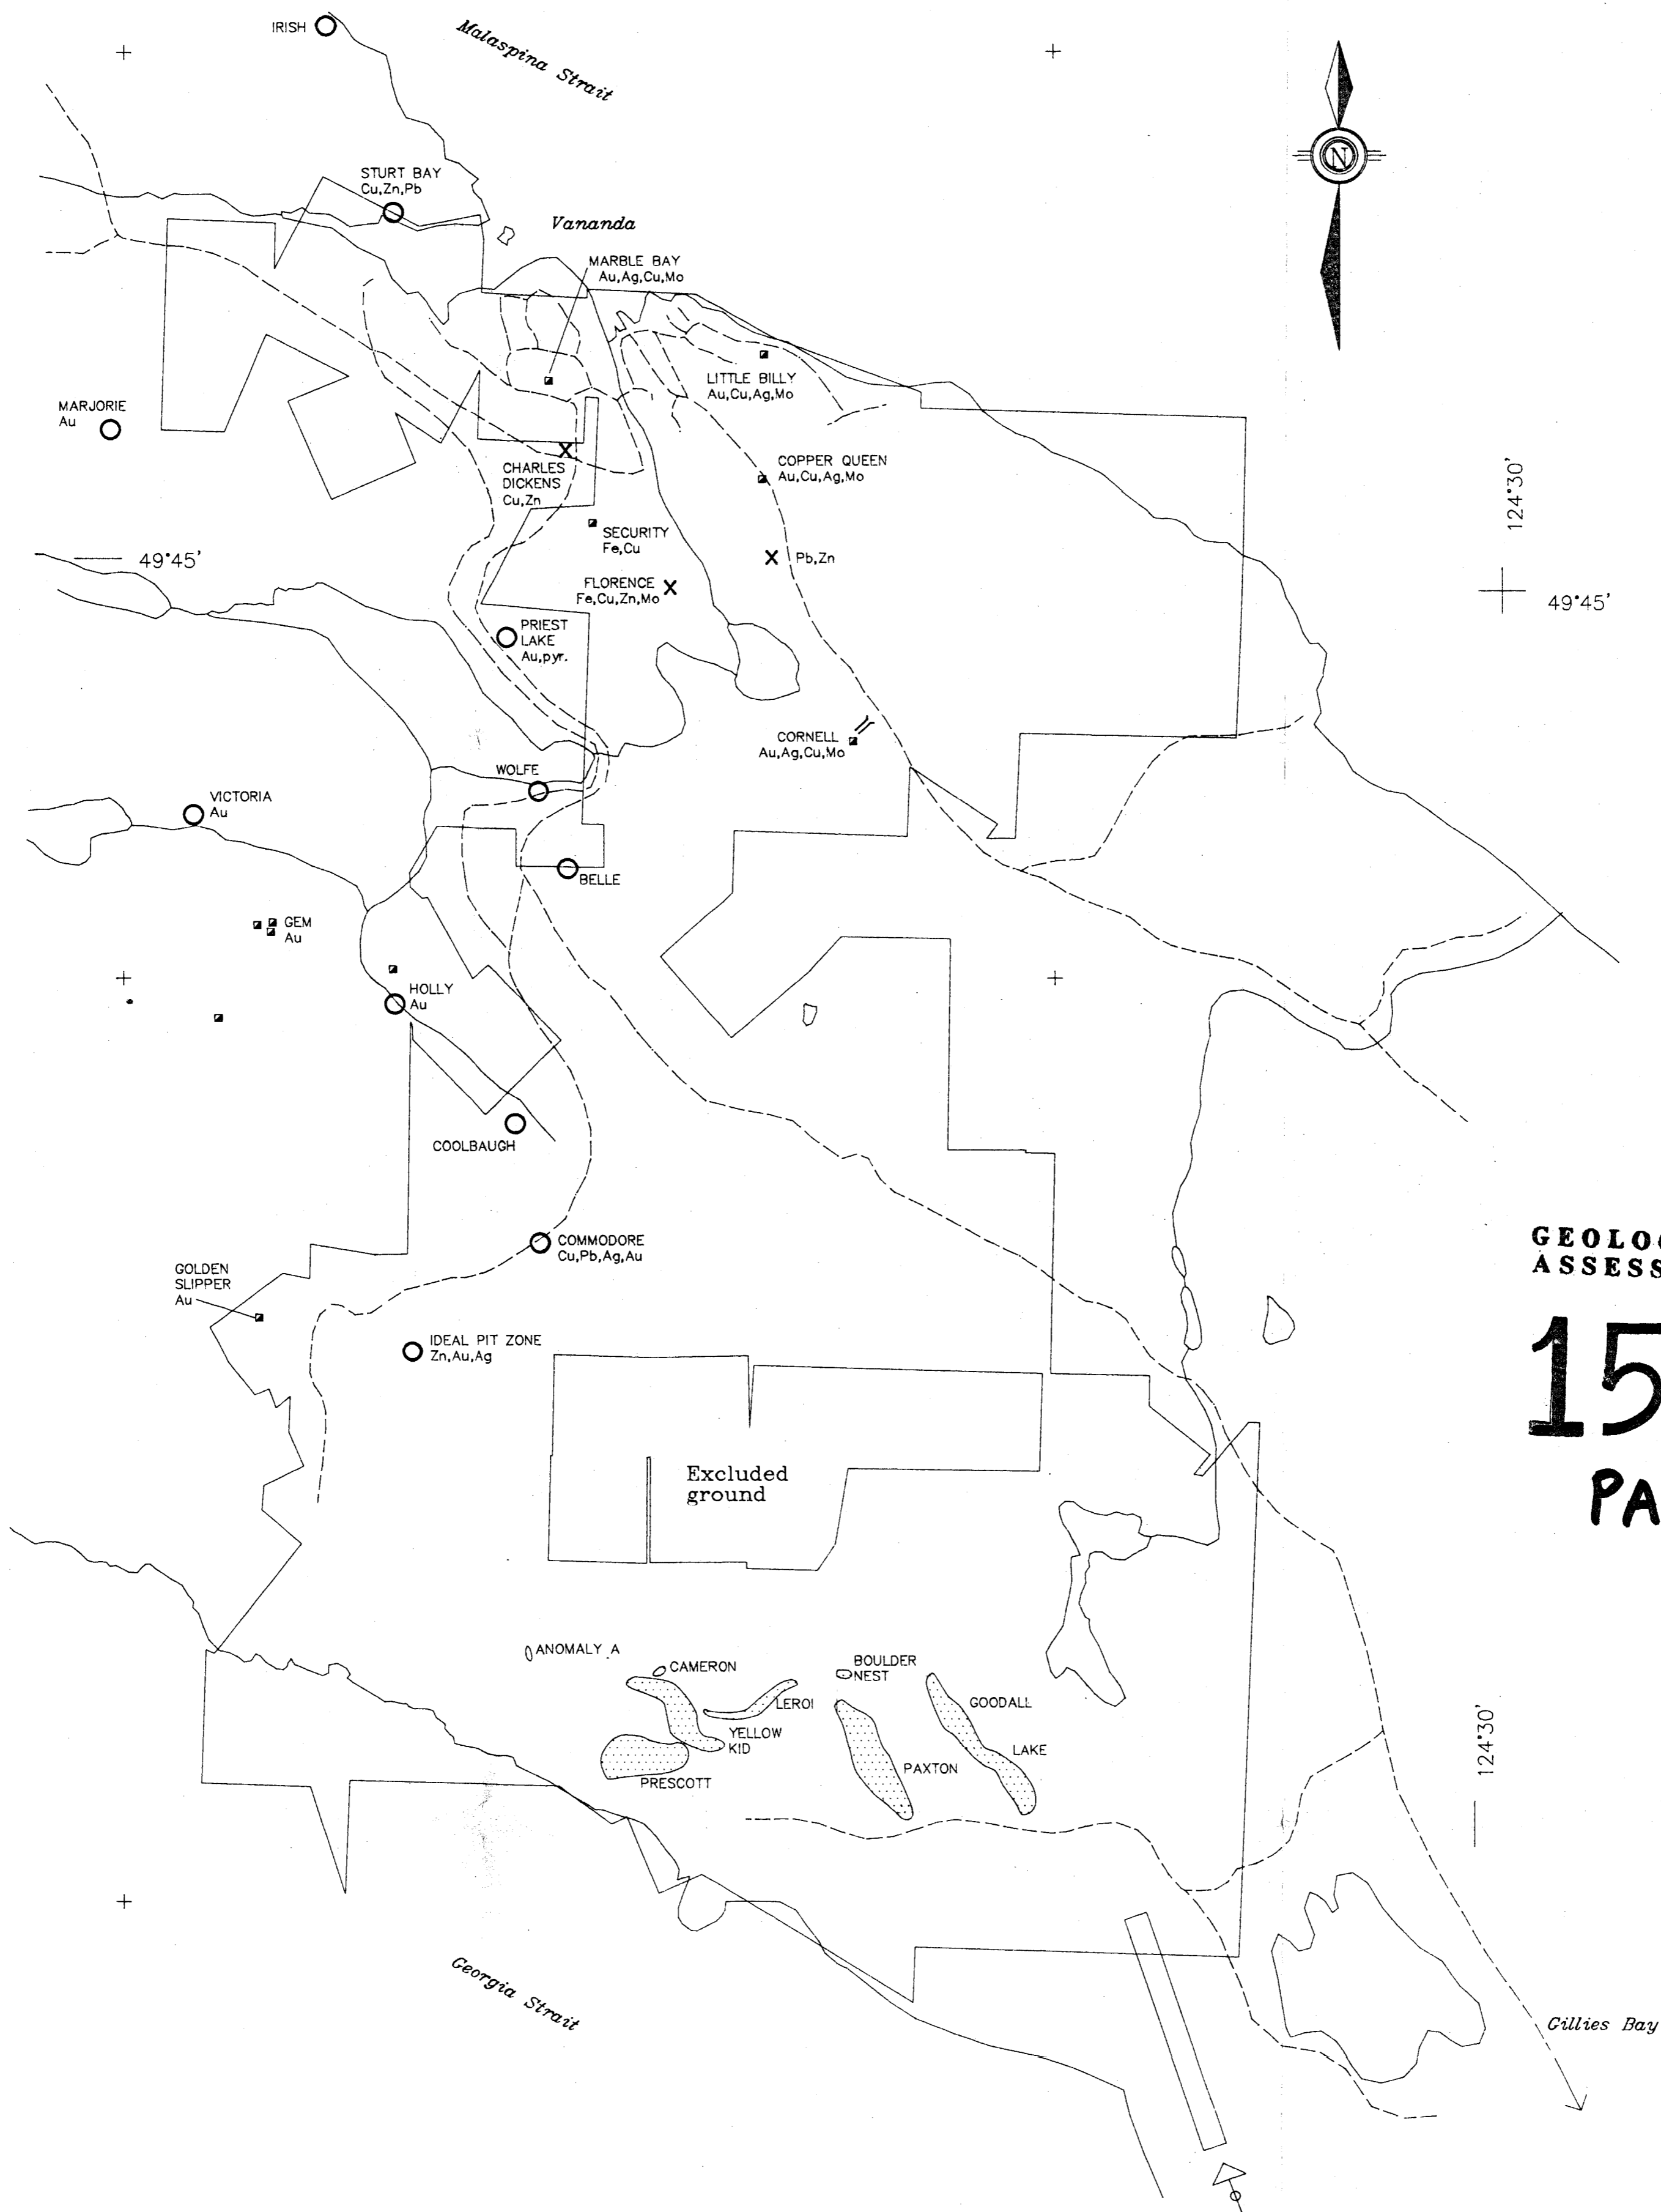 IRISH
Malaspina Strait
N
STURT BAY
Cu,Zn,Pb
Vananda
MARBLE BAY
Au,Ag,Cu,Mo
LITTLE BILLY
Au,Cu,Ag,Mo
MARJORIE
Au
CHARLES
DICKENS
Cu,Zn
COPPER QUEEN
Au,Cu,Ag,Mo
124°30'
SECURITY
Fe,Cu
49°45'
Pb,Zn
FLORENCE
Fe,Cu,Zn,Mo
49°45'
PRIEST
LAKE
Au,pyr.
CORNELL
Au,Ag,Cu,Mo
WOLFE
VICTORIA
Au
BELLE
GEM
Au
HOLLY
Au
COOLBAUGH
COMMODORE
Cu,Pb,Ag,Au
GEOLO
ASSESS
GOLDEN
SLIPPER
Au
IDEAL PIT ZONE
Zn,Au,Ag
15
Excluded
ground
PA
ANOMALY A
CAMERON
BOULDER
NEST
LEROI
GOODALL
YELLOW
KID
LAKE
PAXTON
PRESCOTT
124°30'
Georgia Strait
Gillies Bay